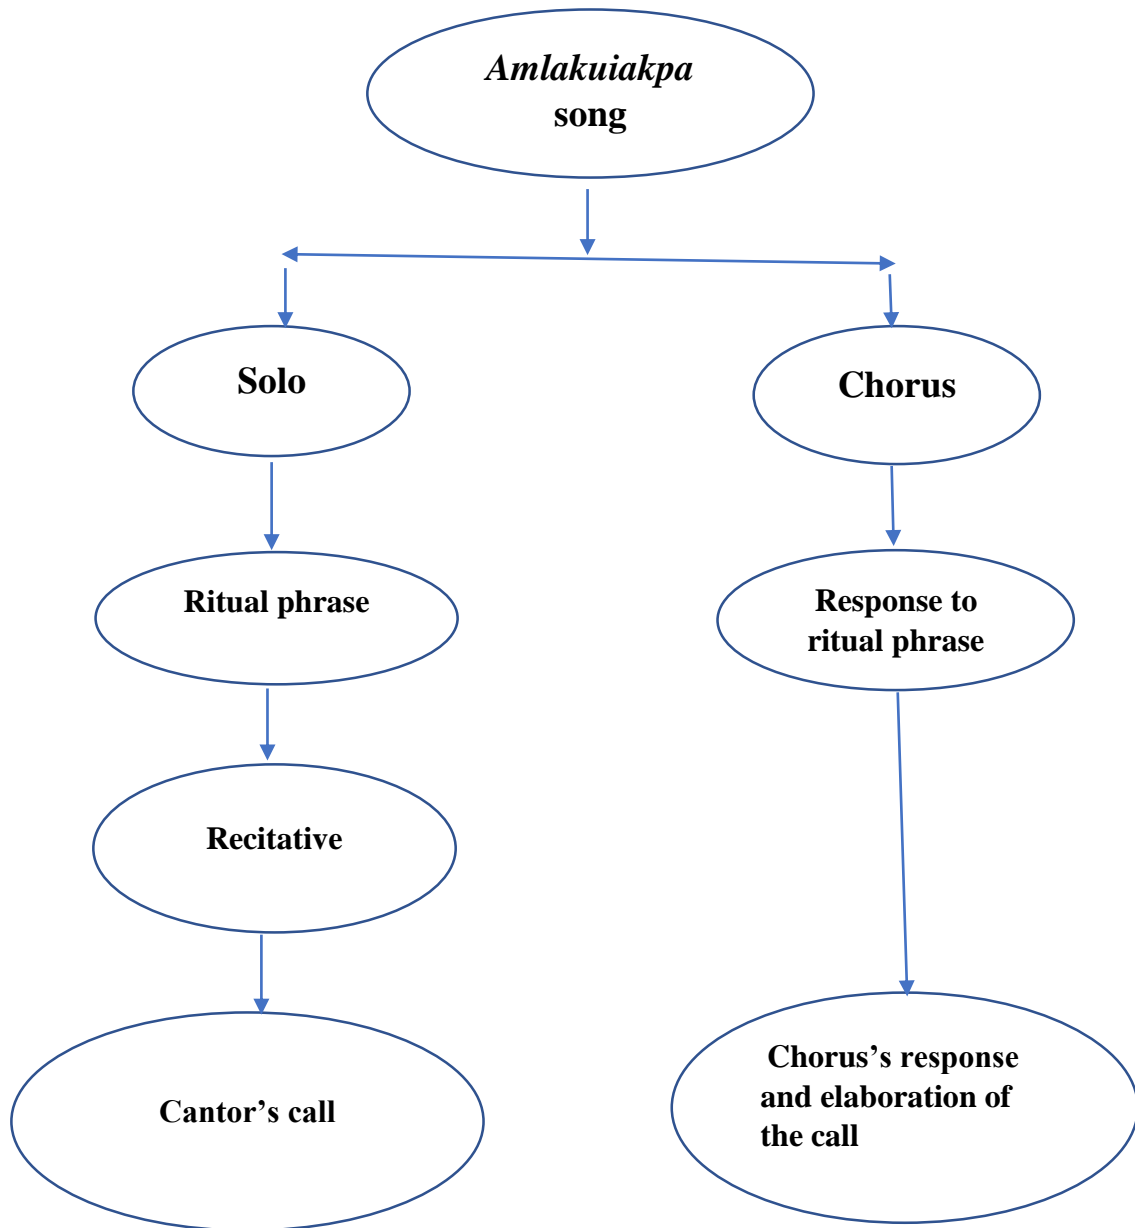 Amlakuiakpa
song
Solo
Chorus
Ritual phrase
Response to
ritual phrase
Recitative
Cantor's call
Chorus's response
and elaboration of
the call